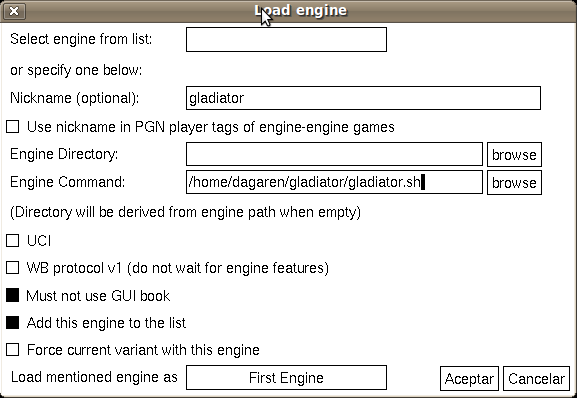 Load engine
Select engine from list:
or specify one below:
Nickname (optional): gladiator
Use nickname in PGN player tags of engine-engine games
Engine Directory: browse
Engine Command: /home/dagaren/gladiator/gladiator.sh browse
(Directory will be derived from engine path when empty)
UCI
WB protocol v1 (do not wait for engine features)
Must not use GUI book
Add this engine to the list
Force current variant with this engine
Load mentioned engine as First Engine Aceptar Cancelar